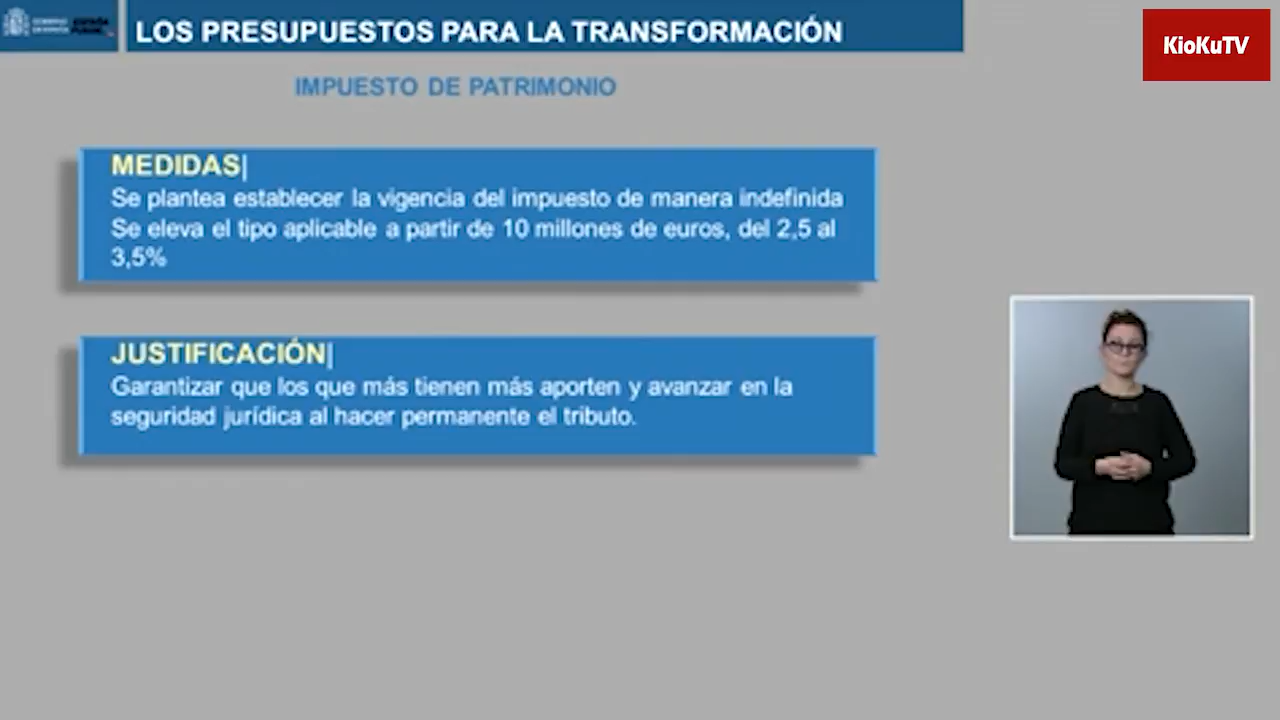 LOS PRESUPUESTOS PARA LA TRANSFORMACIÓN
KioKuTV
IMPUESTO DE PATRIMONIO
MEDIDAS|
Se plantea establecer la vigencia del impuesto de manera indefinida
Se eleva el tipo aplicable a partir de 10 millones de euros, del 2,5 al
3,5%
JUSTIFICACIÓN|
Garantizar que los que más tienen más aporten y avanzar en la
seguridad jurídica al hacer permanente el tributo.